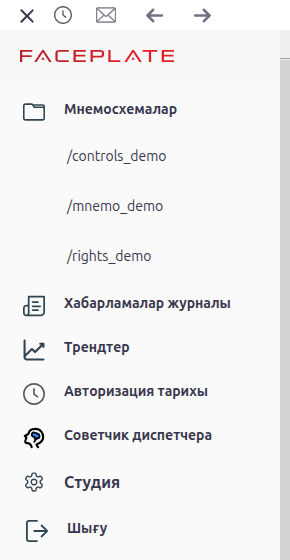 FACEPLATE
Мнемосхемалар
/controls_demo
/mnemo_demo
/rights_demo
Хабарламалар журналы
Трендтер
Авторизация тарихы
Советчик диспетчера
Студия
Шығу